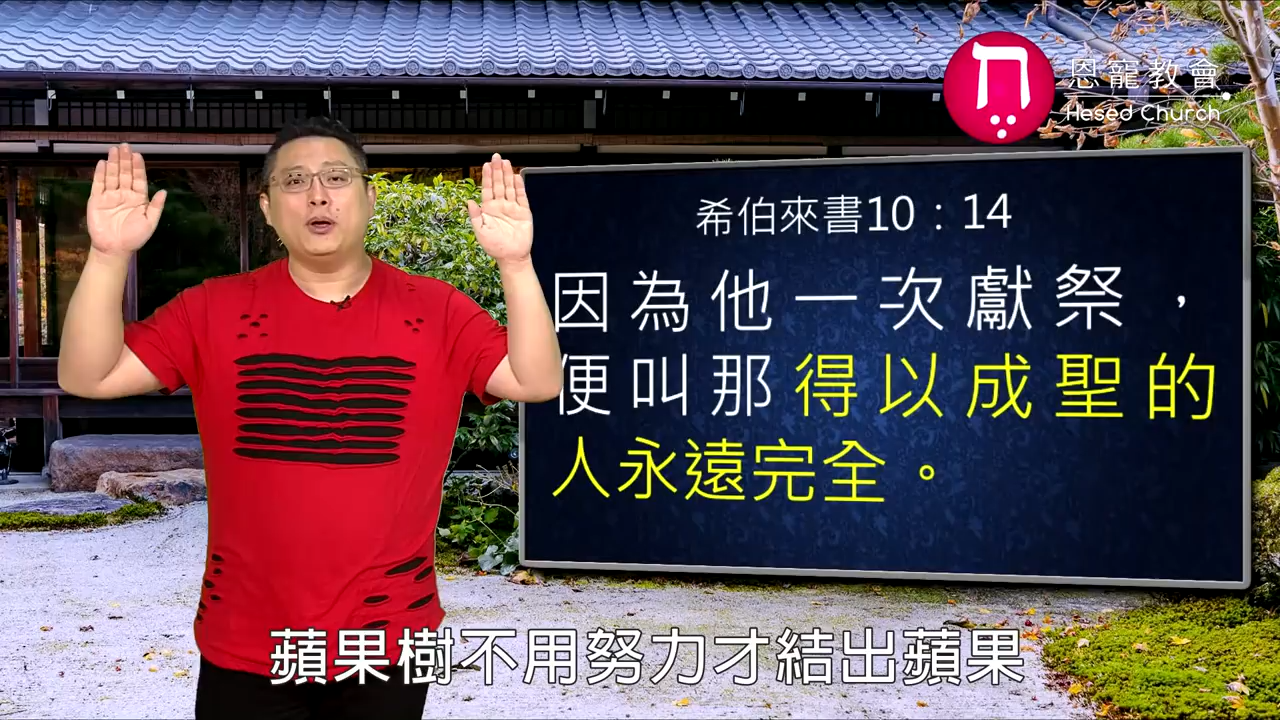 恩寵教會
Hesed Church
希伯來書10：14
因為他一次獻祭，
便叫那得以成聖的
人永遠完全。
蘋果樹不用努力才結出蘋果